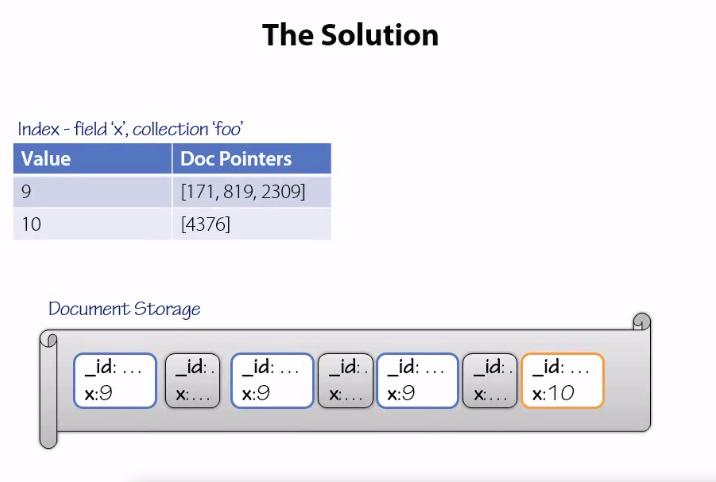 The Solution
Index - field 'x', collection 'foo'
Value Doc Pointers
9 [171, 819, 2309]
10 [4376]
Document Storage
_id: ... _id:. _id: ... _id:. _id: ... _id:. _id: ...
x:9 x:... x:9 x:... x:9 x:... x:10